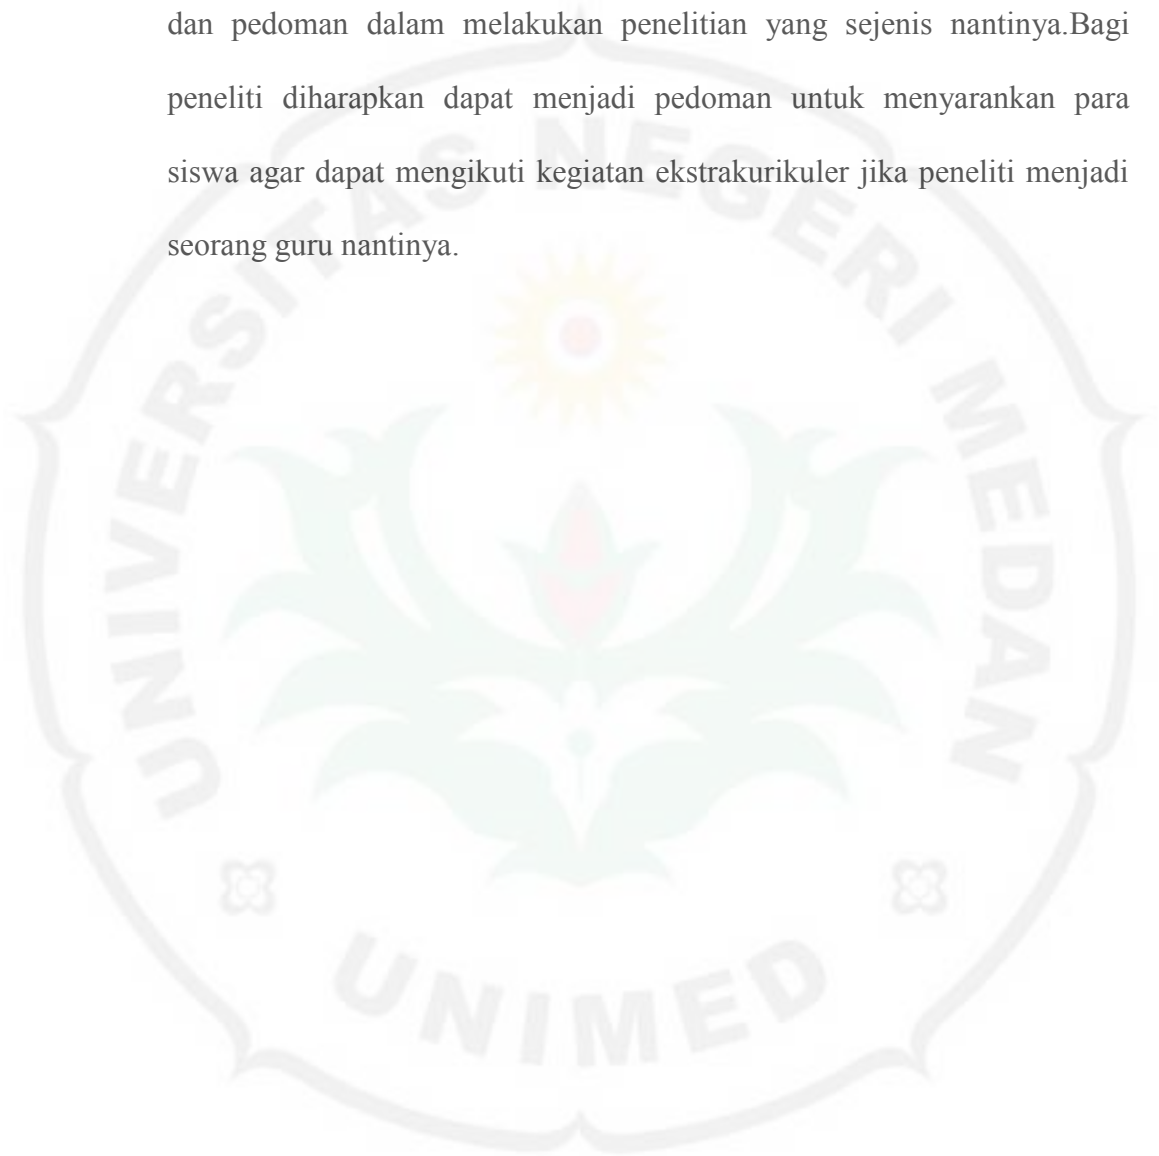 dan pedoman dalam melakukan penelitian yang sejenis nantinya.Bagi
peneliti diharapkan dapat menjadi pedoman untuk menyarankan para
siswa agar dapat mengikuti kegiatan ekstrakurikuler jika peneliti menjadi
seorang guru nantinya.
UNIVERSITAS NEGERI MEDAN
UNIMED